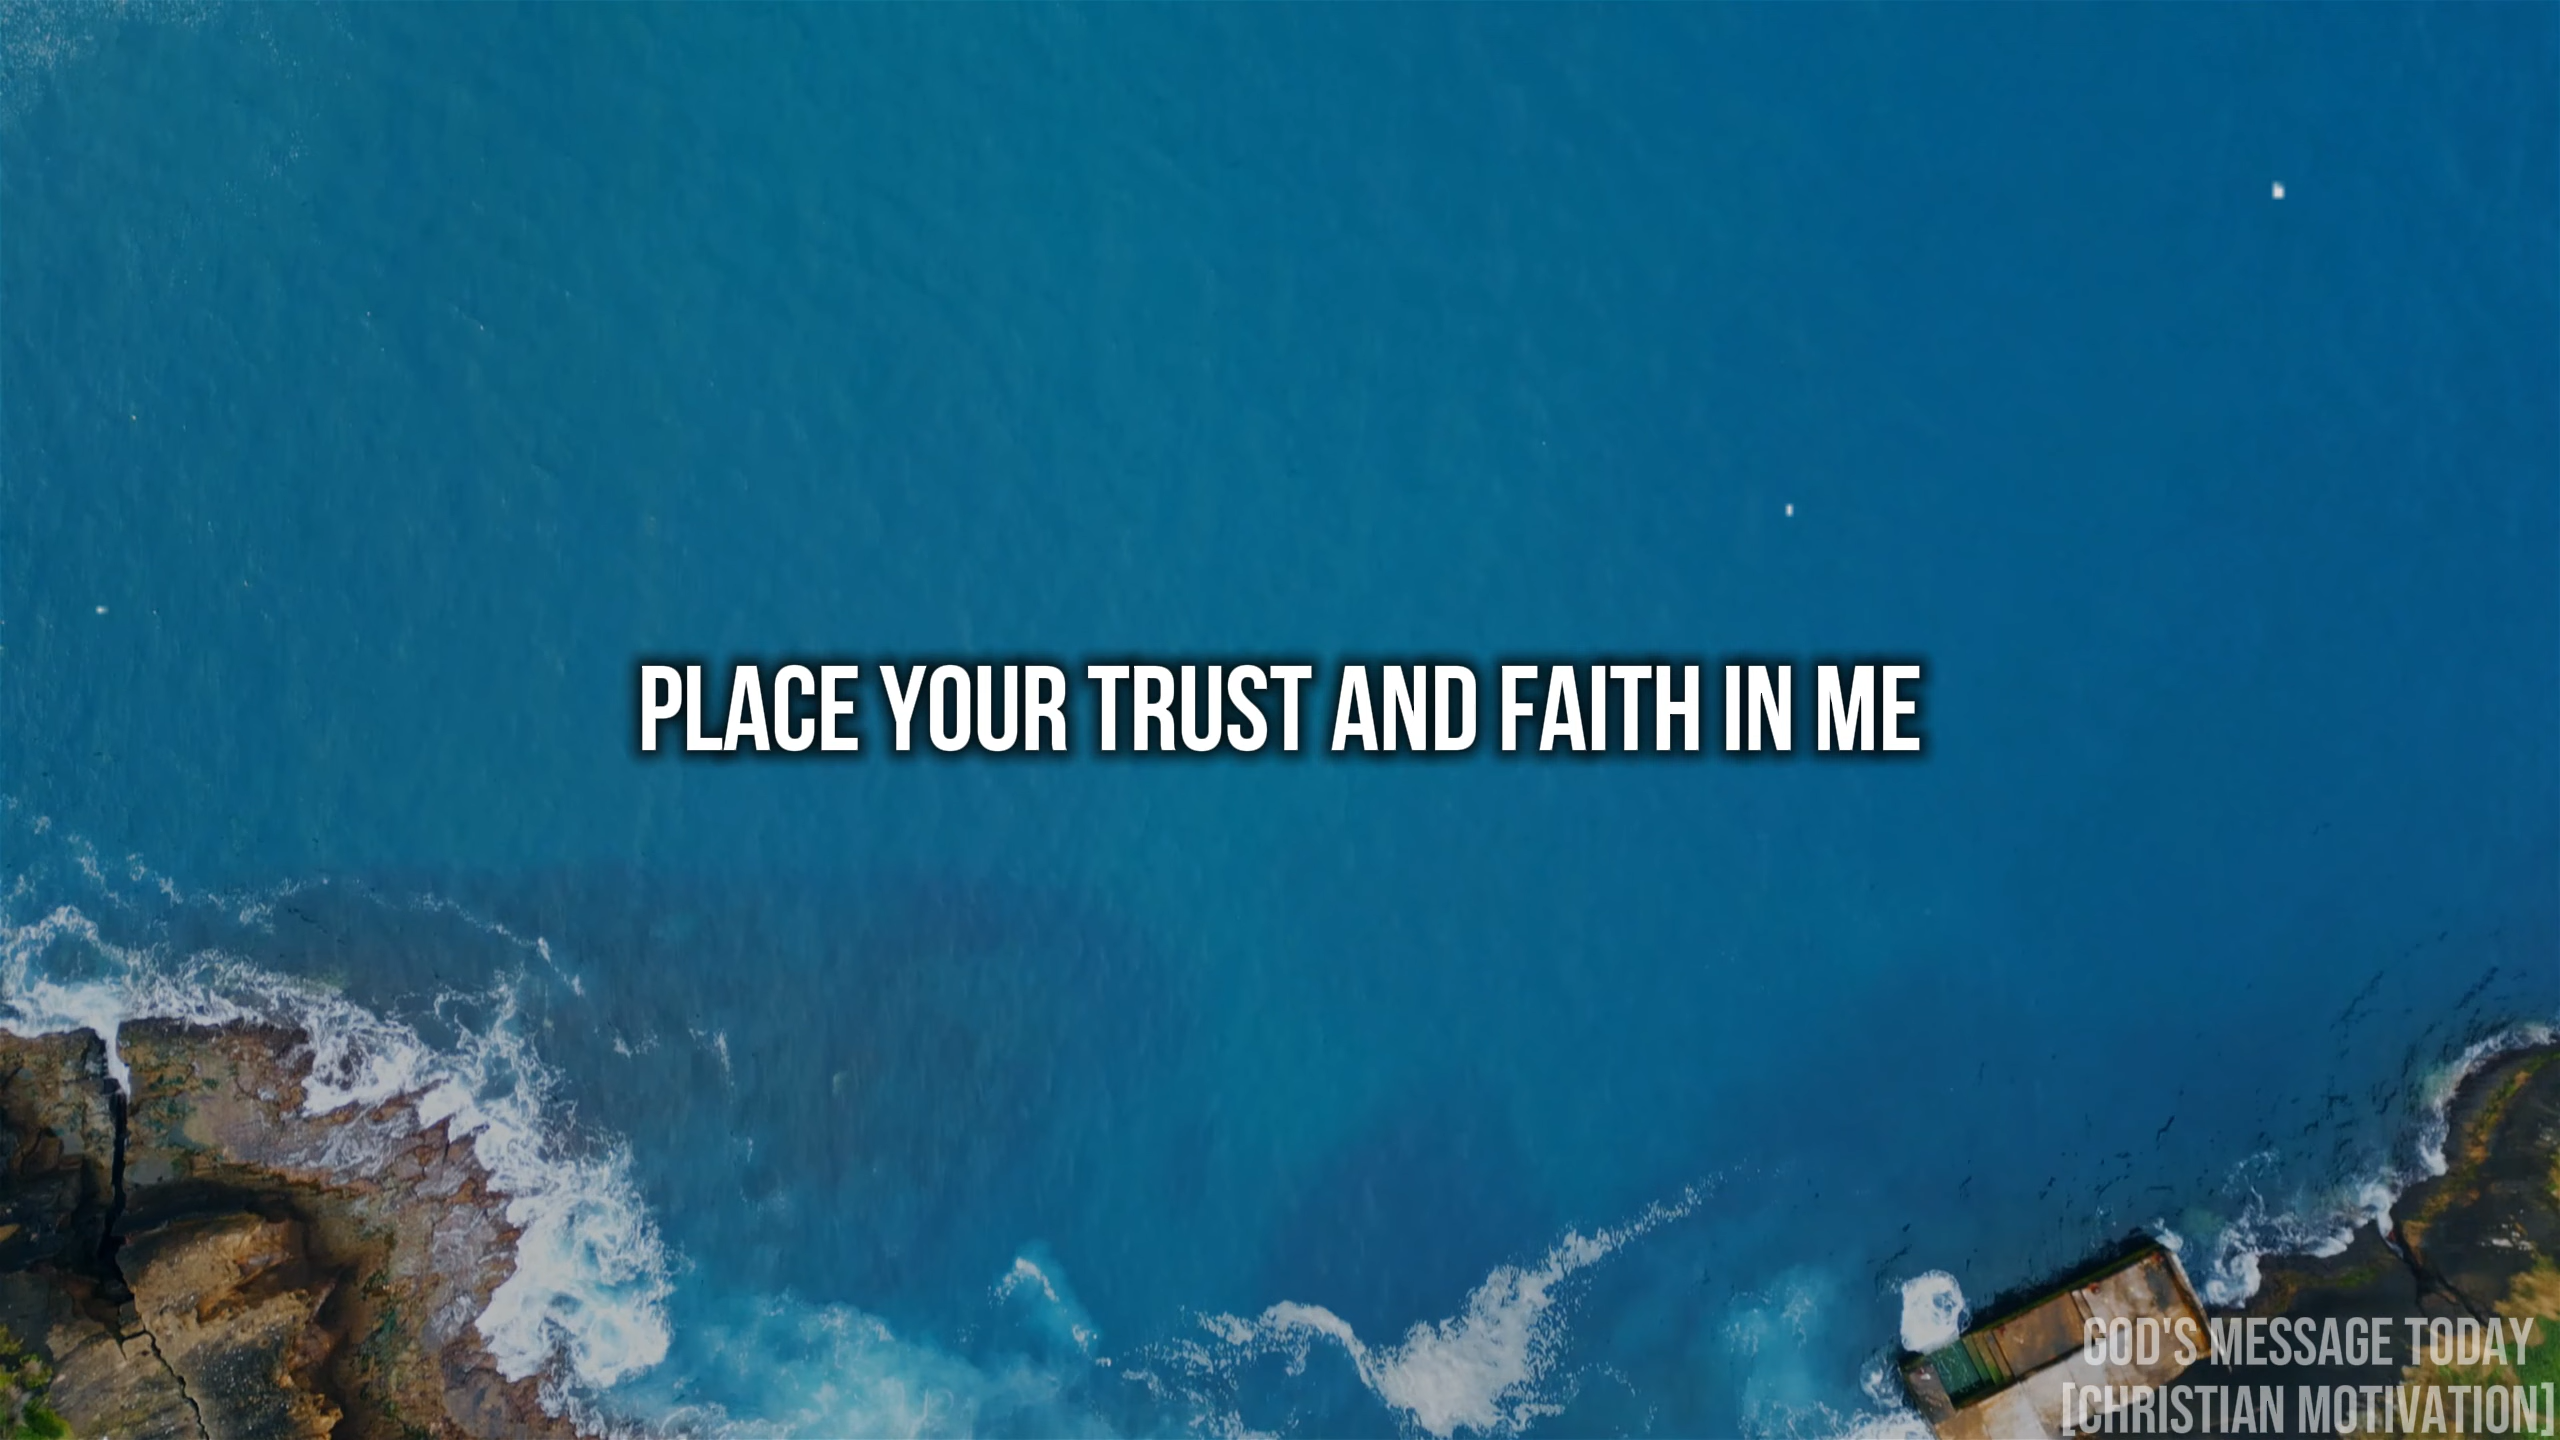 PLACE YOUR TRUST AND FAITH IN ME
GOD'S MESSAGE TODAY
[CHRISTIAN MOTIVATION]